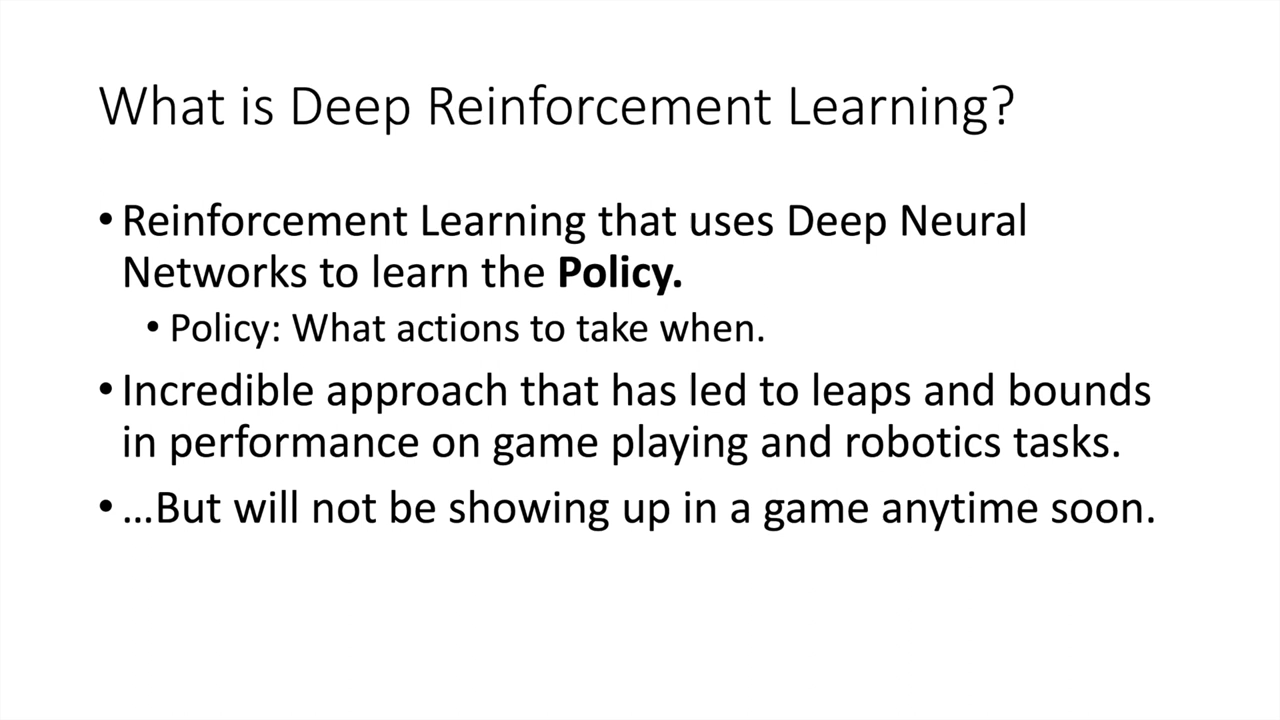 What is Deep Reinforcement Learning?
• Reinforcement Learning that uses Deep Neural
Networks to learn the Policy.
• Policy: What actions to take when.
• Incredible approach that has led to leaps and bounds
in performance on game playing and robotics tasks.
• …But will not be showing up in a game anytime soon.